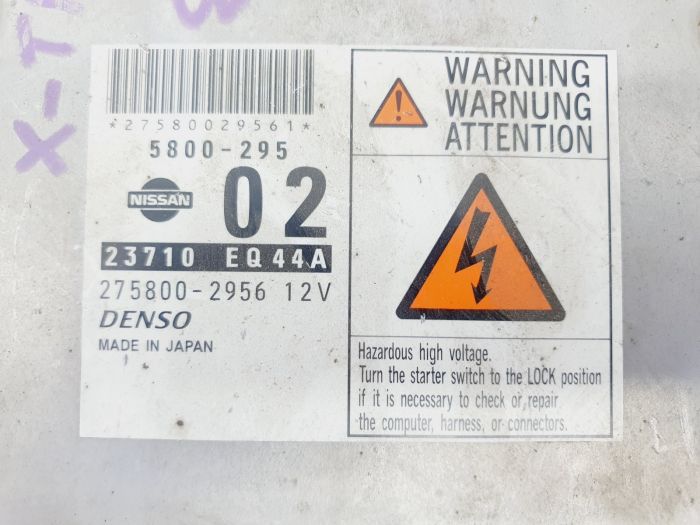 X-T
*27580029561*
5800-295
NISSAN
02
23710 EQ44A
275800-2956 12V
DENSO
MADE IN JAPAN
WARNING
WARNUNG
ATTENTION
Hazardous high voltage.
Turn the starter switch to the LOCK position
if it is necessary to check or repair
the computer, harness, or connectors.